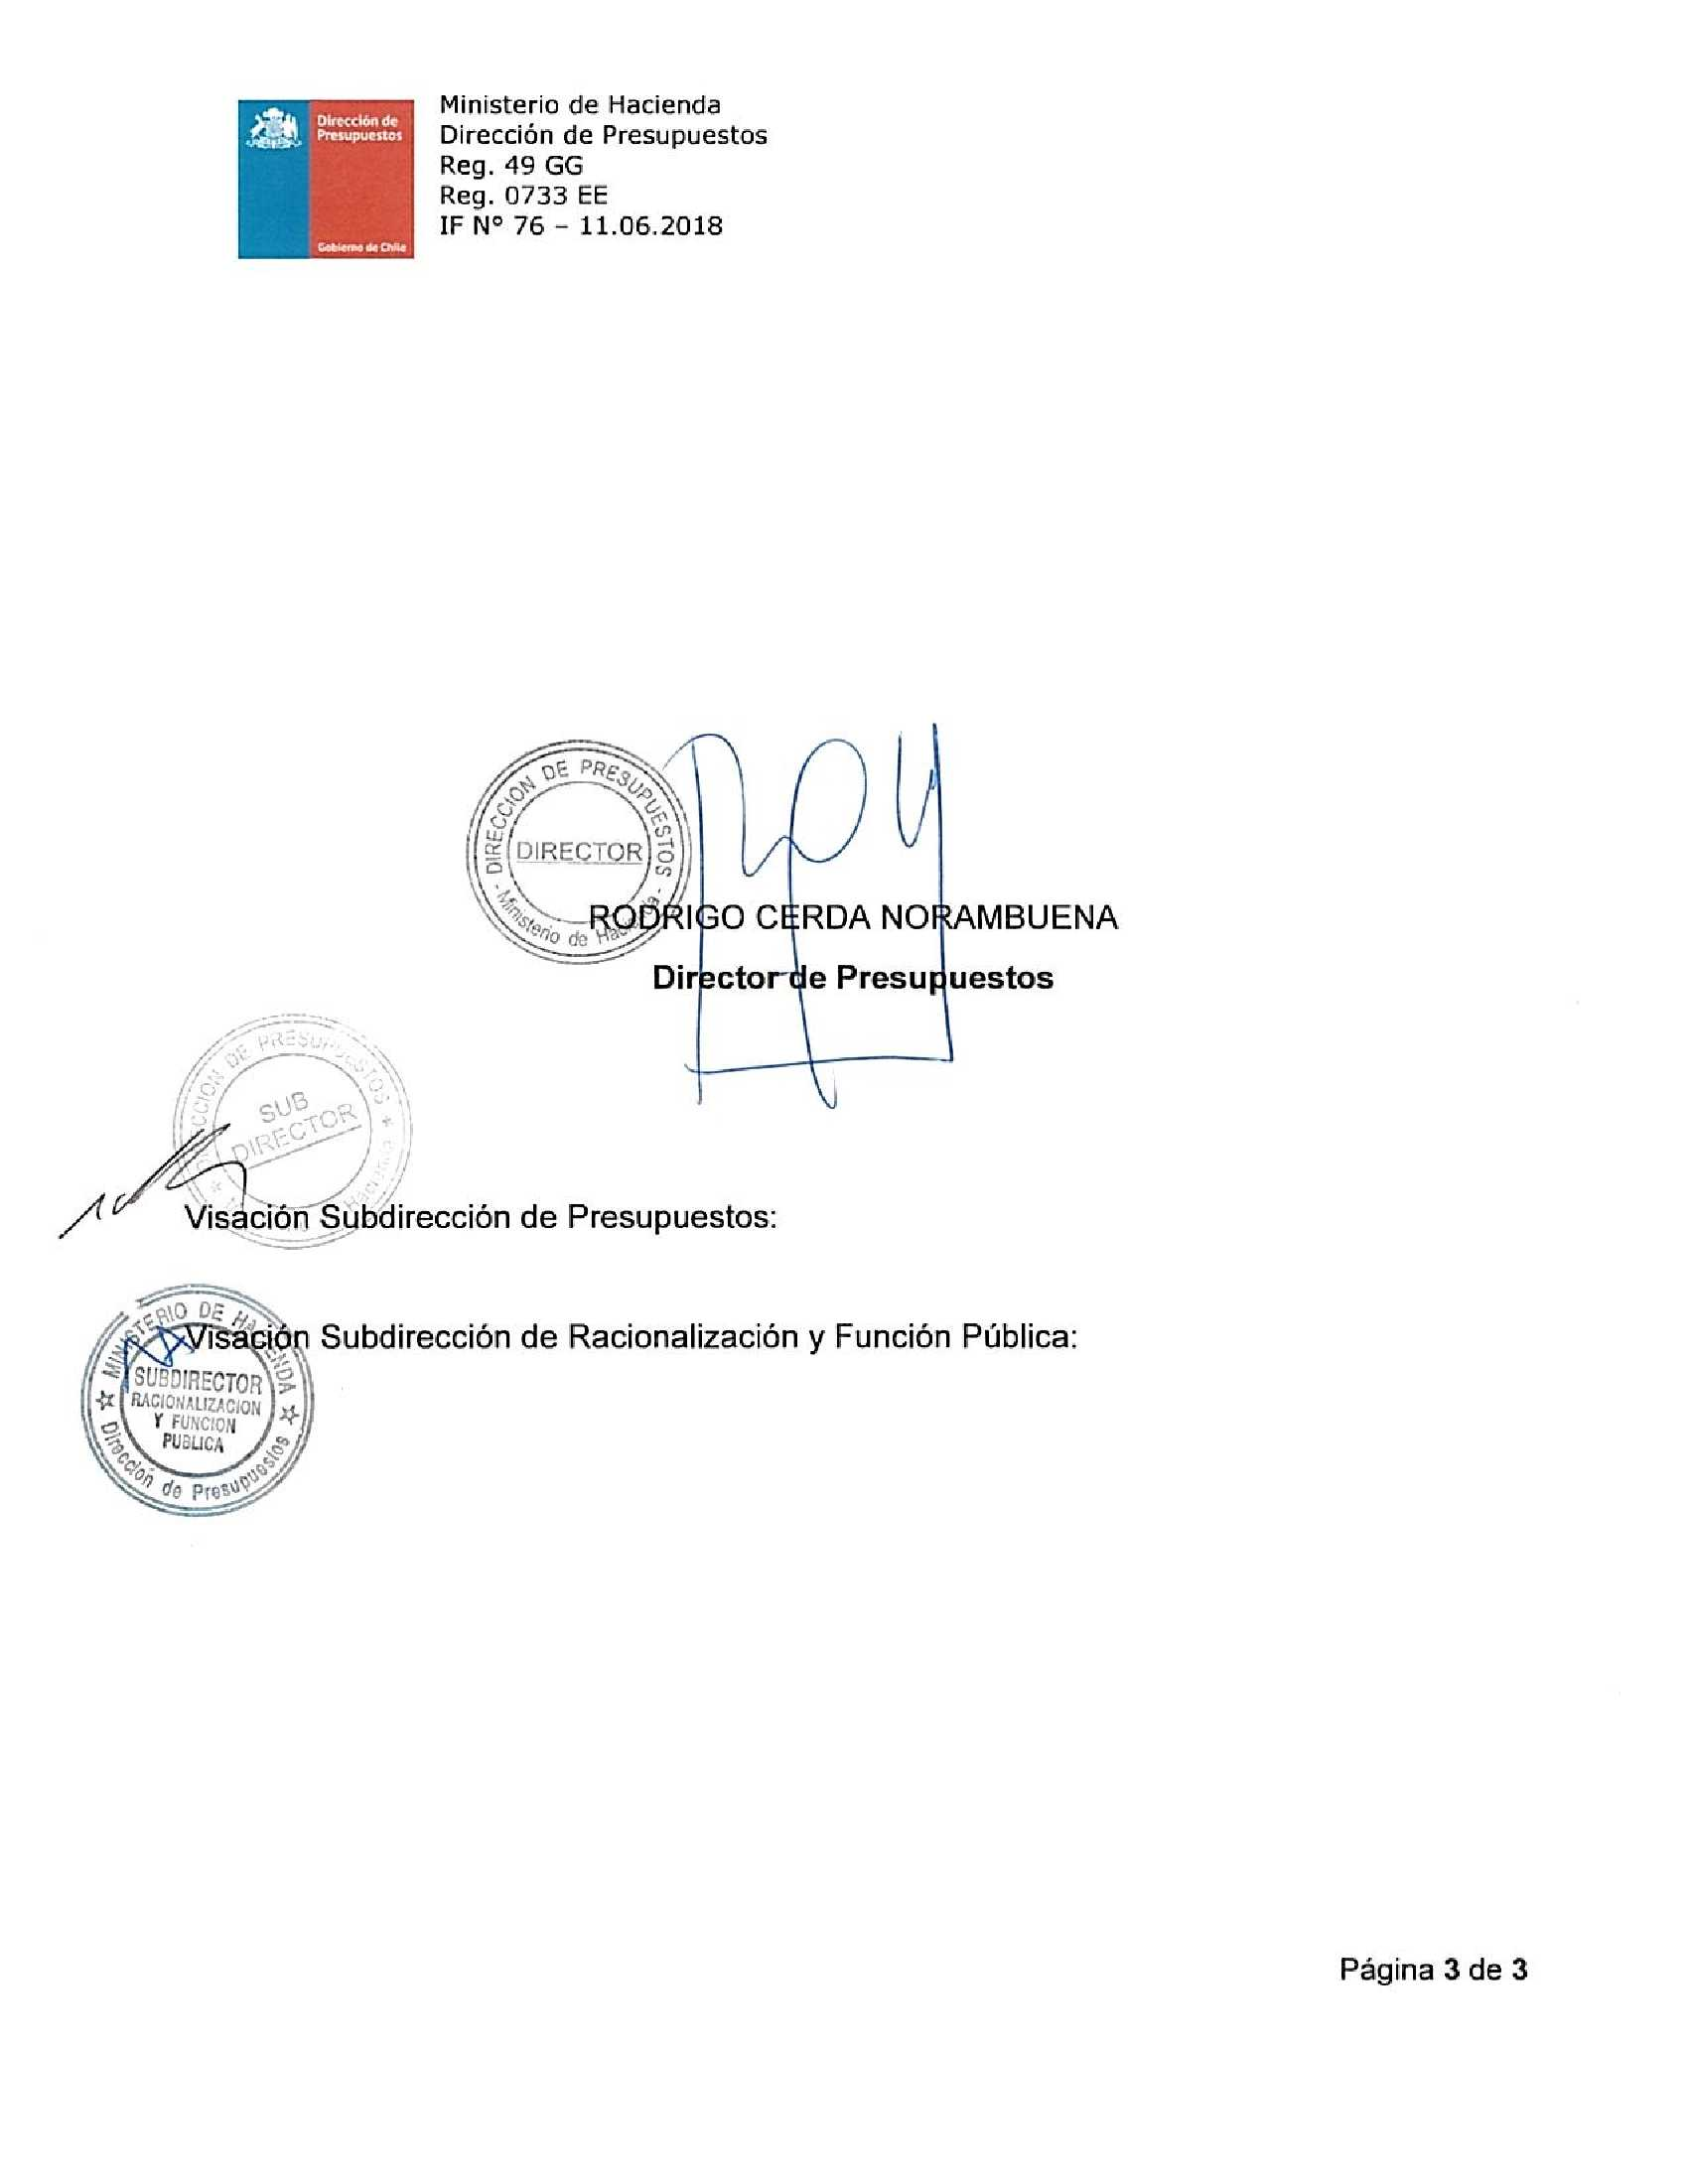 Dirección de
Presupuestos
Gobierno de Chile
Ministerio de Hacienda
Dirección de Presupuestos
Reg. 49 GG
Reg. 0733 EE
IF Nº 76 – 11.06.2018
- DIRECCION DE PRESUPUESTOS -
DIRECTOR
Ministerio de Hacienda
RODRIGO CERDA NORAMBUENA
Director de Presupuestos
DE PRESUPUESTOS
SUB
DIRECTOR
Hacienda
Visación Subdirección de Presupuestos:
Visación Subdirección de Racionalización y Función Pública:
MINISTERIO DE HACIENDA
SUBDIRECTOR
RACIONALIZACION
Y FUNCION
PUBLICA
Dirección de Presupuestos
Página 3 de 3